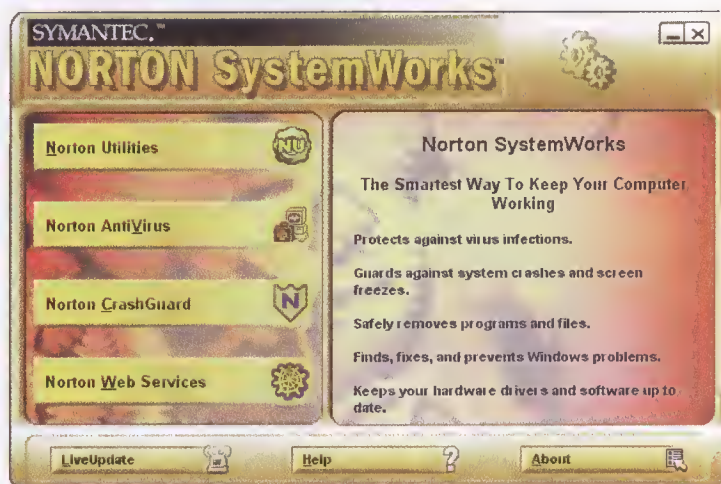 SYMANTEC.™
NORTON SystemWorks™
Norton Utilities
NU
Norton AntiVirus
Norton CrashGuard
N
Norton Web Services
Norton SystemWorks
The Smartest Way To Keep Your Computer
Working
Protects against virus infections.
Guards against system crashes and screen
freezes.
Safely removes programs and files.
Finds, fixes, and prevents Windows problems.
Keeps your hardware drivers and software up to
date.
LiveUpdate
Help
?
About